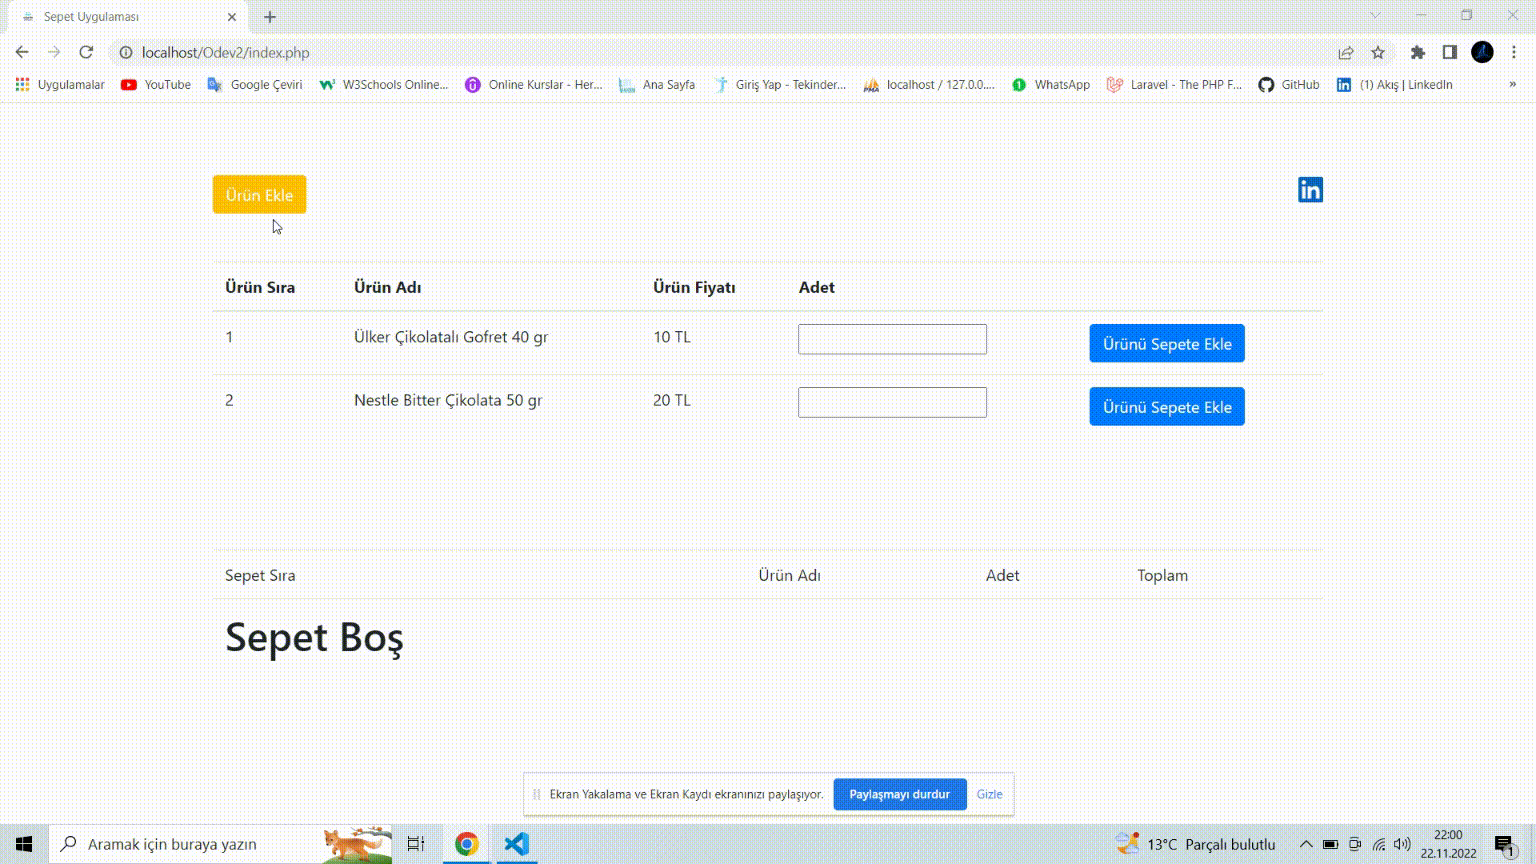 Sepet Uygulaması
localhost/Odev2/index.php
Uygulamalar YouTube Google Çeviri W3Schools Online... Online Kurslar - Her... Ana Sayfa Giriş Yap - Tekinder... localhost / 127.0.0.... WhatsApp Laravel - The PHP F... GitHub (1) Akış | LinkedIn »
Ürün Ekle
in
Ürün Sıra Ürün Adı Ürün Fiyatı Adet
1 Ülker Çikolatalı Gofret 40 gr 10 TL Ürünü Sepete Ekle
2 Nestle Bitter Çikolata 50 gr 20 TL Ürünü Sepete Ekle
Sepet Sıra Ürün Adı Adet Toplam
Sepet Boş
Ekran Yakalama ve Ekran Kaydı ekranınızı paylaşıyor. Paylaşmayı durdur Gizle
Aramak için buraya yazın 13°C Parçalı bulutlu 22:00
22.11.2022 1